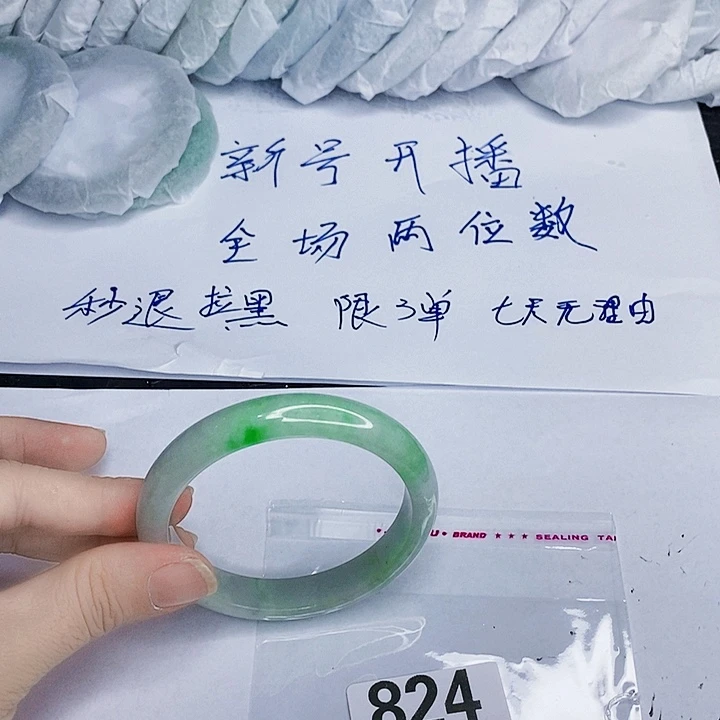 新号开播
全场两位数
秒退拉黑 限3单 七天无理由
BRAND ★ ★ ★ SEALING TA
824